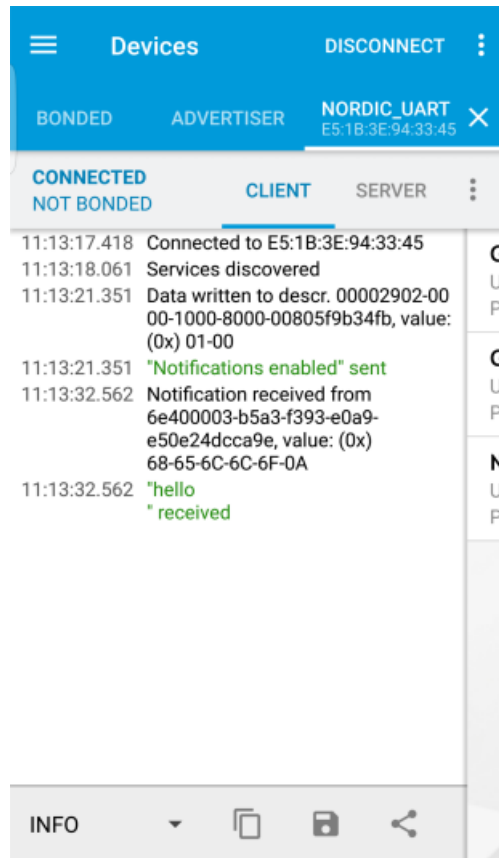 Devices
DISCONNECT
BONDED
ADVERTISER
NORDIC_UART
E5:1B:3E:94:33:45
CONNECTED
NOT BONDED
CLIENT
SERVER
11:13:17.418 Connected to E5:1B:3E:94:33:45
11:13:18.061 Services discovered
11:13:21.351 Data written to descr. 00002902-00
00-1000-8000-00805f9b34fb, value:
(0x) 01-00
11:13:21.351 "Notifications enabled" sent
11:13:32.562 Notification received from
6e400003-b5a3-f393-e0a9-
e50e24dcca9e, value: (0x)
68-65-6C-6C-6F-0A
11:13:32.562 "hello
" received
INFO